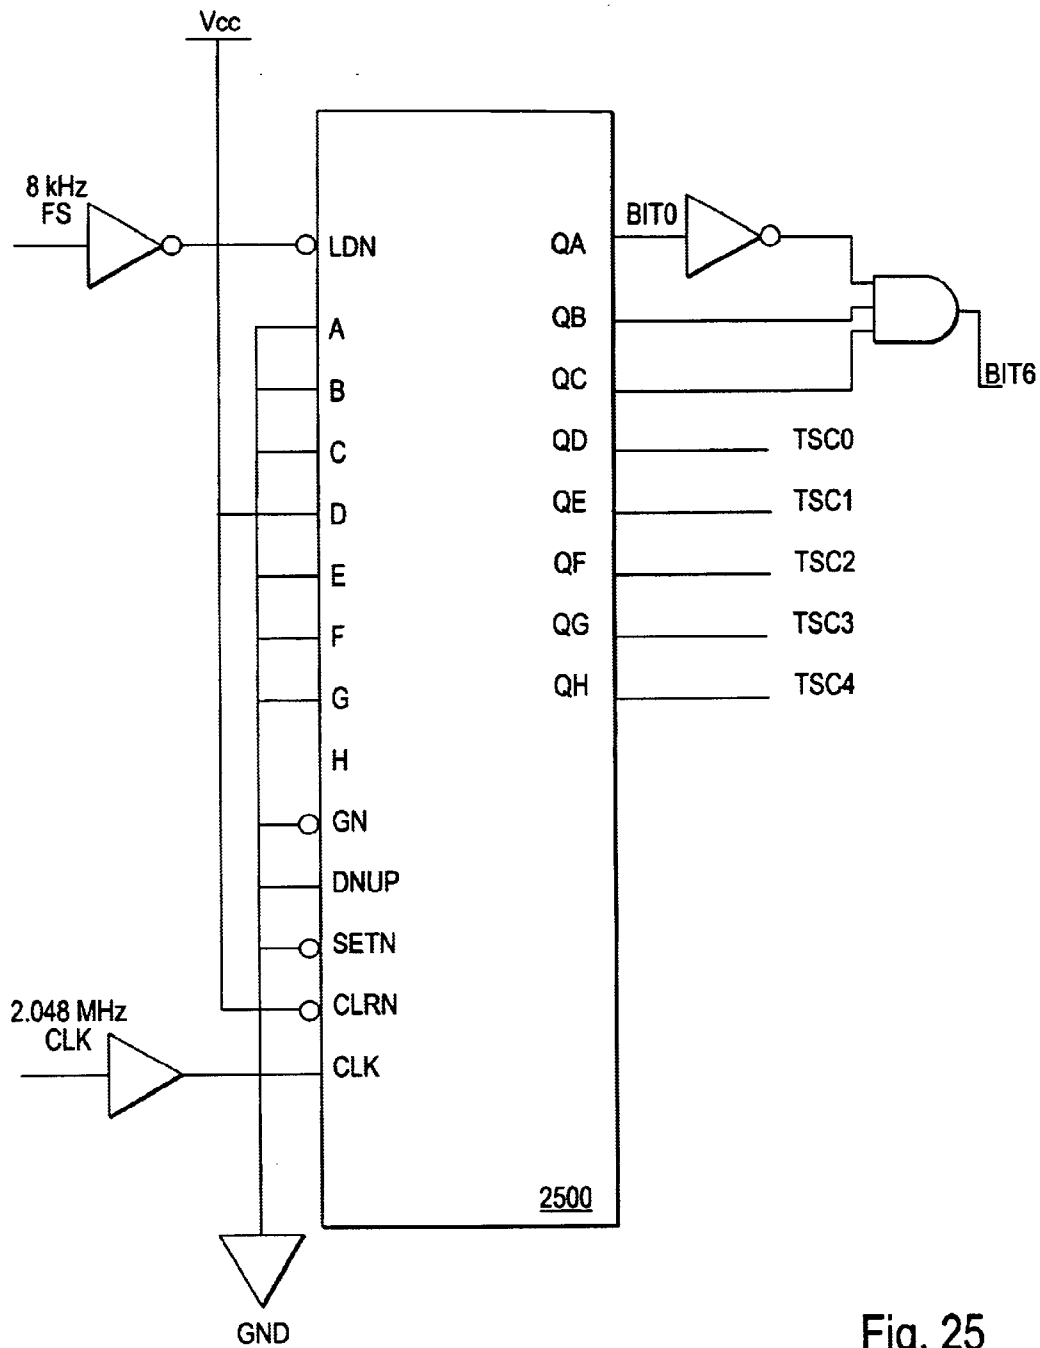 Vcc
8 kHz
FS
LDN
A
B
C
D
E
F
G
H
GN
DNUP
SETN
CLRN
2.048 MHz
CLK
CLK
QA
QB
QC
QD
QE
QF
QG
QH
BIT0
BIT6
TSC0
TSC1
TSC2
TSC3
TSC4
2500
GND
Fig. 25